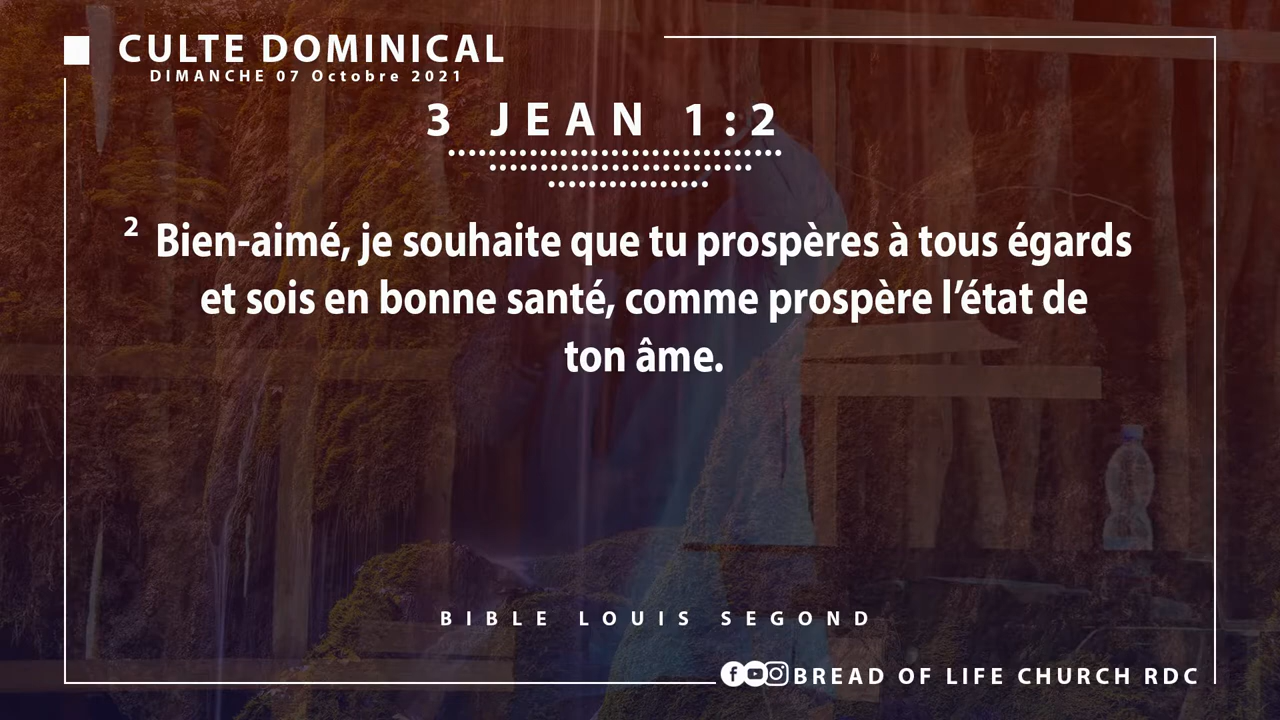 CULTE DOMINICAL
DIMANCHE 07 Octobre 2021
3 JEAN 1:2
2 Bien-aimé, je souhaite que tu prospères à tous égards
et sois en bonne santé, comme prospère l’état de
ton âme.
BIBLE LOUIS SEGOND
BREAD OF LIFE CHURCH RDC